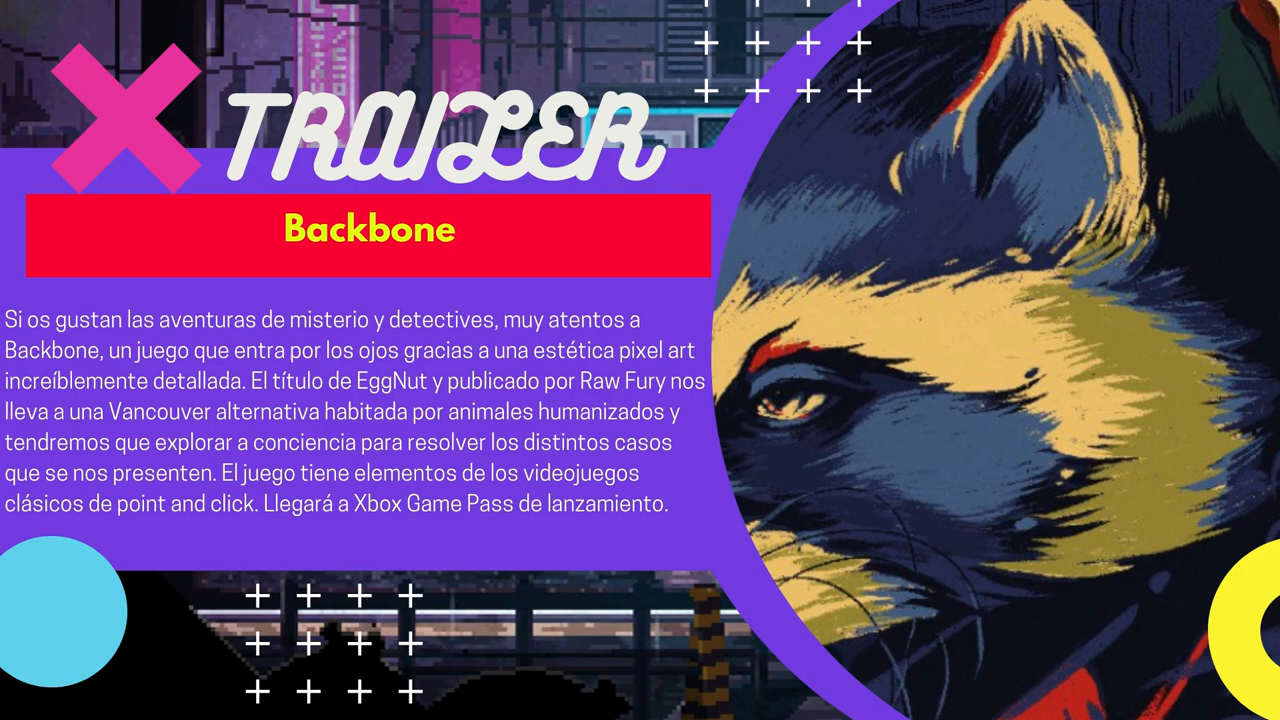 TRAILER
Backbone
Si os gustan las aventuras de misterio y detectives, muy atentos a
Backbone, un juego que entra por los ojos gracias a una estética pixel art
increíblemente detallada. El título de EggNut y publicado por Raw Fury nos
lleva a una Vancouver alternativa habitada por animales humanizados y
tendremos que explorar a conciencia para resolver los distintos casos
que se nos presenten. El juego tiene elementos de los videojuegos
clásicos de point and click. Llegará a Xbox Game Pass de lanzamiento.